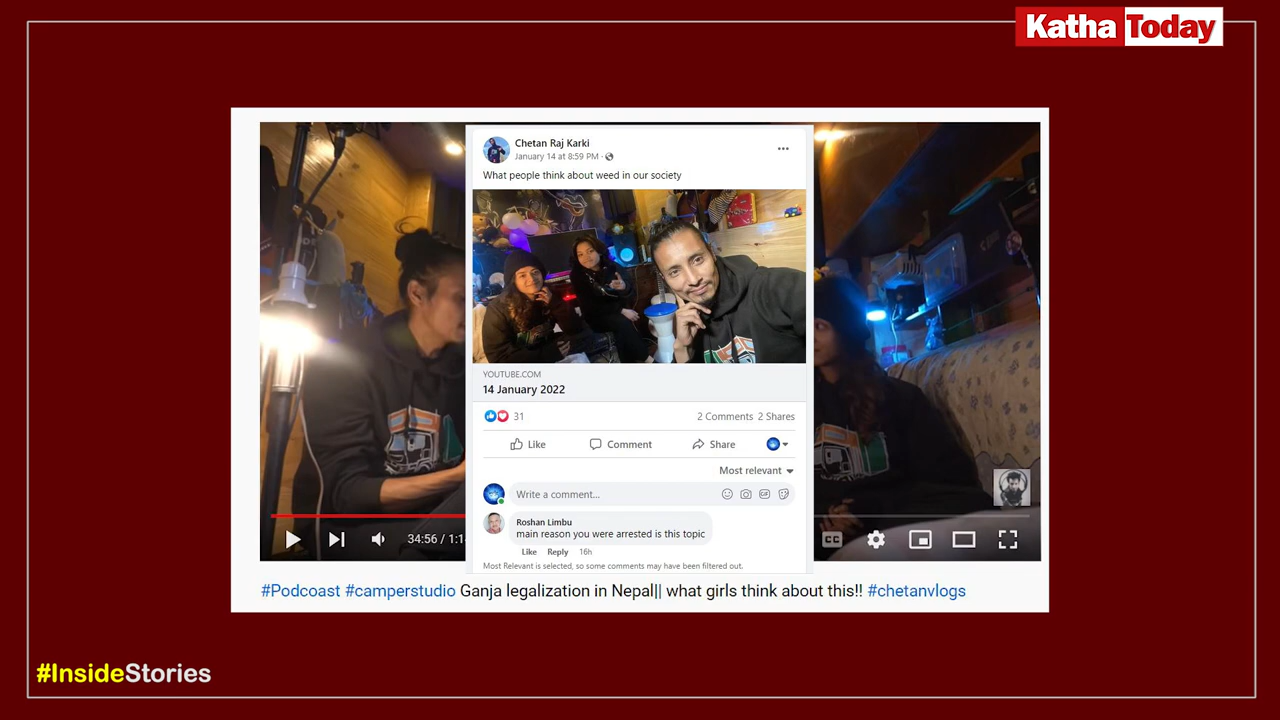 Katha Today
Chetan Raj Karki
January 14 at 8:59 PM ·
What people think about weed in our society
YOUTUBE.COM
14 January 2022
31
2 Comments 2 Shares
Like Comment Share
Most relevant
Write a comment...
GIF
Roshan Limbu
main reason you were arrested is this topic
Like Reply 16h
Most Relevant is selected, so some comments may have been filtered out.
34:56 / 1:1
CC
#Podcoast #camperstudio Ganja legalization in Nepal|| what girls think about this!! #chetanvlogs
#InsideStories